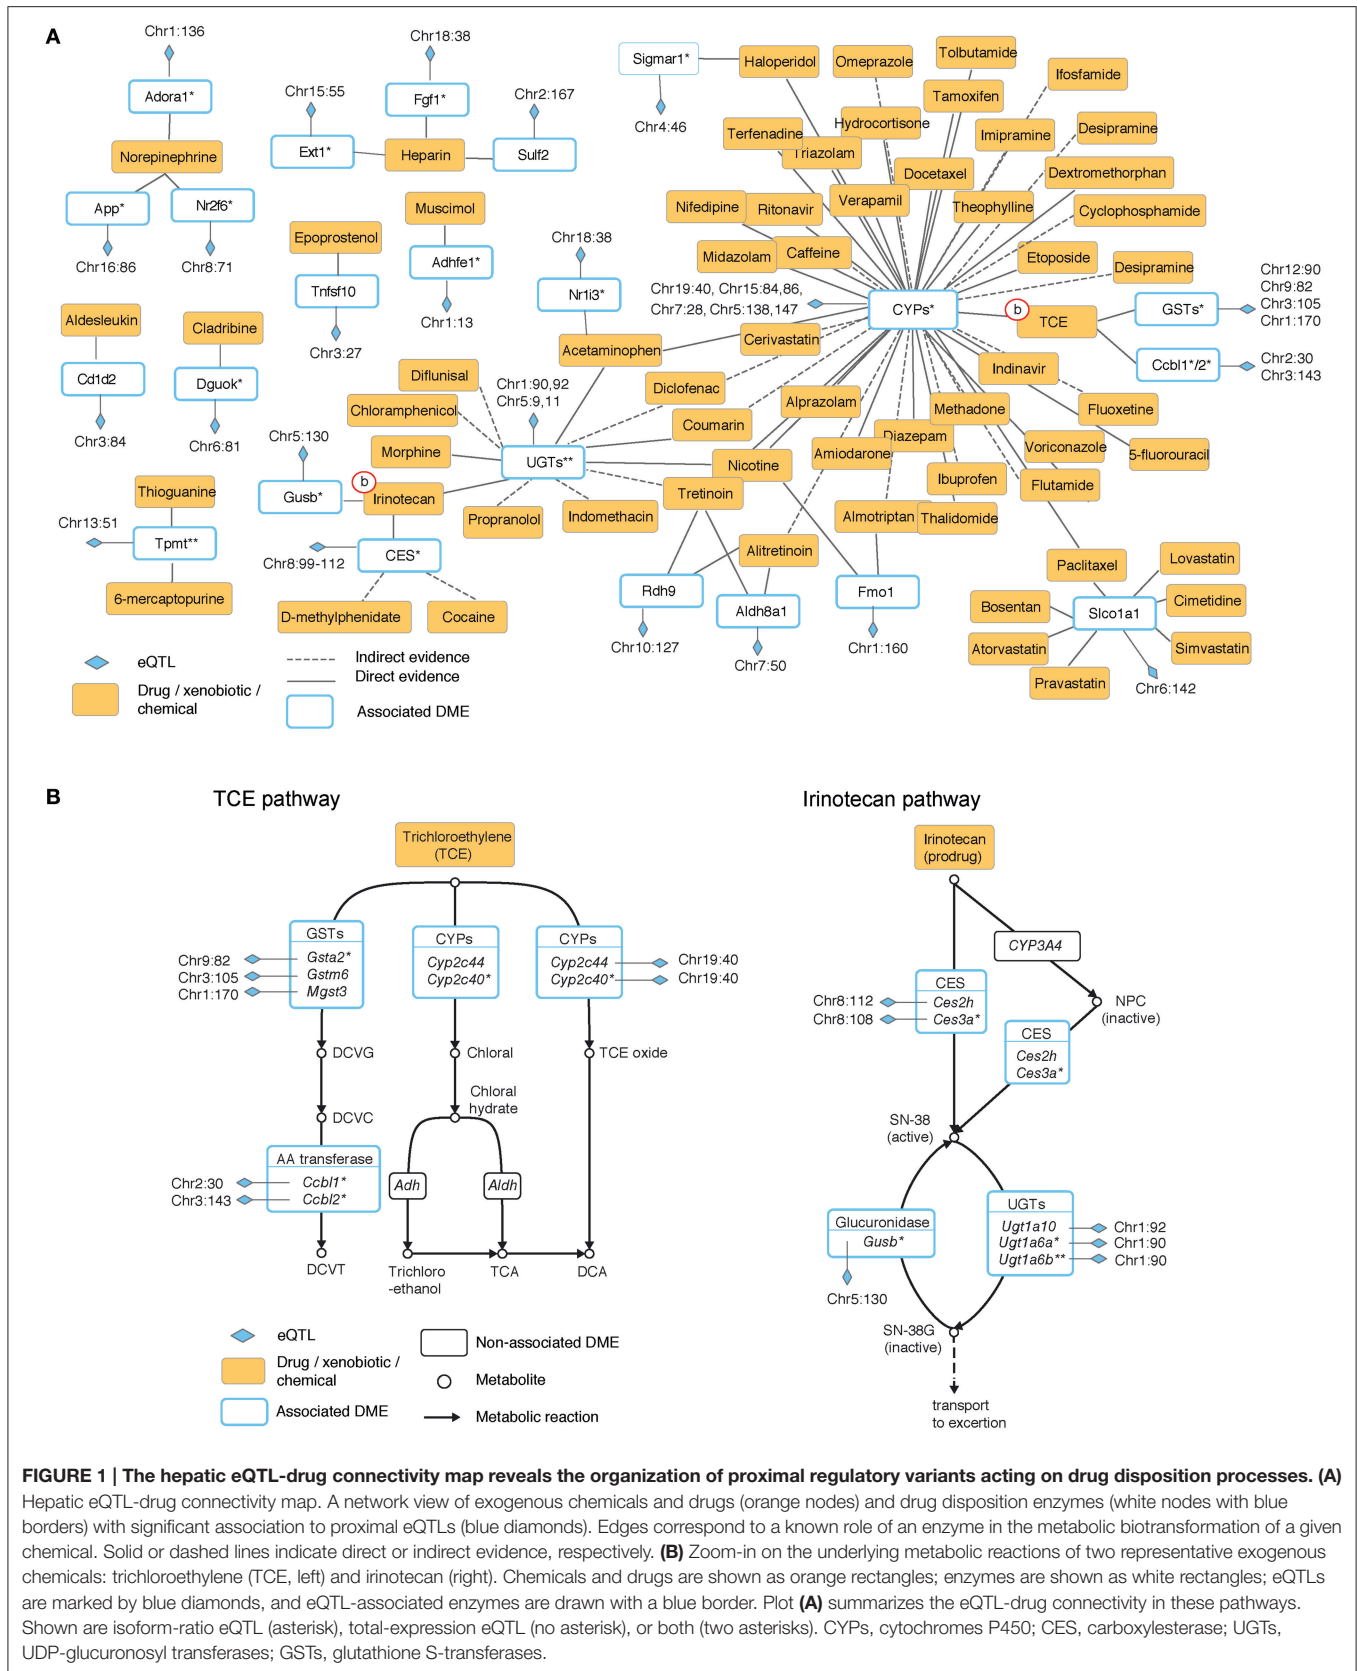 A
Chr1:136
Adora1*
Norepinephrine
App*
Nr2f6*
Chr16:86
Chr8:71
Chr18:38
Chr15:55
Fgf1*
Chr2:167
Ext1*
Heparin
Sulf2
Muscimol
Epoprostenol
Adhfe1*
Tnfsf10
Chr1:13
Chr3:27
Chr18:38
Nr1i3*
Acetaminophen
Aldesleukin
Cd1d2
Chr3:84
Cladribine
Dguok*
Chr6:81
Thioguanine
Chr13:51
Tpmt**
6-mercaptopurine
Diflunisal
Chloramphenicol
Morphine
Chr1:90,92
Chr5:9,11
UGTs**
Chr5:130
Gusb*
b
Irinotecan
Propranolol
Indomethacin
Chr8:99-112
CES*
D-methylphenidate
Cocaine
Sigmar1*
Chr4:46
Haloperidol
Omeprazole
Tolbutamide
Ifosfamide
Tamoxifen
Terfenadine
Hydrocortisone
Imipramine
Desipramine
Triazolam
Docetaxel
Dextromethorphan
Nifedipine
Ritonavir
Verapamil
Theophylline
Cyclophosphamide
Midazolam
Caffeine
Etoposide
Desipramine
Chr19:40, Chr15:84,86,
Chr7:28, Chr5:138,147
CYPs*
b
TCE
GSTs*
Chr12:90
Chr9:82
Chr3:105
Chr1:170
Ccbl1*/2*
Chr2:30
Chr3:143
Cerivastatin
Diclofenac
Coumarin
Alprazolam
Indinavir
Methadone
Fluoxetine
Nicotine
Amiodarone
Diazepam
Voriconazole
5-fluorouracil
Tretinoin
Ibuprofen
Flutamide
Almotriptan
Thalidomide
Alitretinoin
Rdh9
Aldh8a1
Fmo1
Chr10:127
Chr7:50
Chr1:160
Paclitaxel
Lovastatin
Bosentan
Slco1a1
Cimetidine
Atorvastatin
Simvastatin
Pravastatin
Chr6:142
eQTL
Drug / xenobiotic /
chemical
Indirect evidence
Direct evidence
Associated DME
B
TCE pathway
Trichloroethylene
(TCE)
GSTs
Gsta2*
Gstm6
Mgst3
Chr9:82
Chr3:105
Chr1:170
CYPs
Cyp2c44
Cyp2c40*
CYPs
Cyp2c44
Cyp2c40*
Chr19:40
Chr19:40
DCVG
Chloral
TCE oxide
DCVC
Chloral
hydrate
AA transferase
Ccbl1*
Ccbl2*
Chr2:30
Chr3:143
Adh
Aldh
DCVT
Trichloro
-ethanol
TCA
DCA
Irinotecan pathway
Irinotecan
(prodrug)
CYP3A4
CES
Ces2h
Ces3a*
Chr8:112
Chr8:108
NPC
(inactive)
CES
Ces2h
Ces3a*
SN-38
(active)
Glucuronidase
Gusb*
Chr5:130
UGTs
Ugt1a10
Ugt1a6a*
Ugt1a6b**
Chr1:92
Chr1:90
Chr1:90
SN-38G
(inactive)
transport
to excertion
eQTL
Drug / xenobiotic /
chemical
Associated DME
Non-associated DME
Metabolite
Metabolic reaction
FIGURE 1 | The hepatic eQTL-drug connectivity map reveals the organization of proximal regulatory variants acting on drug disposition processes. (A)
Hepatic eQTL-drug connectivity map. A network view of exogenous chemicals and drugs (orange nodes) and drug disposition enzymes (white nodes with blue
borders) with significant association to proximal eQTLs (blue diamonds). Edges correspond to a known role of an enzyme in the metabolic biotransformation of a given
chemical. Solid or dashed lines indicate direct or indirect evidence, respectively. (B) Zoom-in on the underlying metabolic reactions of two representative exogenous
chemicals: trichloroethylene (TCE, left) and irinotecan (right). Chemicals and drugs are shown as orange rectangles; enzymes are shown as white rectangles; eQTLs
are marked by blue diamonds, and eQTL-associated enzymes are drawn with a blue border. Plot (A) summarizes the eQTL-drug connectivity in these pathways.
Shown are isoform-ratio eQTL (asterisk), total-expression eQTL (no asterisk), or both (two asterisks). CYPs, cytochromes P450; CES, carboxylesterase; UGTs,
UDP-glucuronosyl transferases; GSTs, glutathione S-transferases.